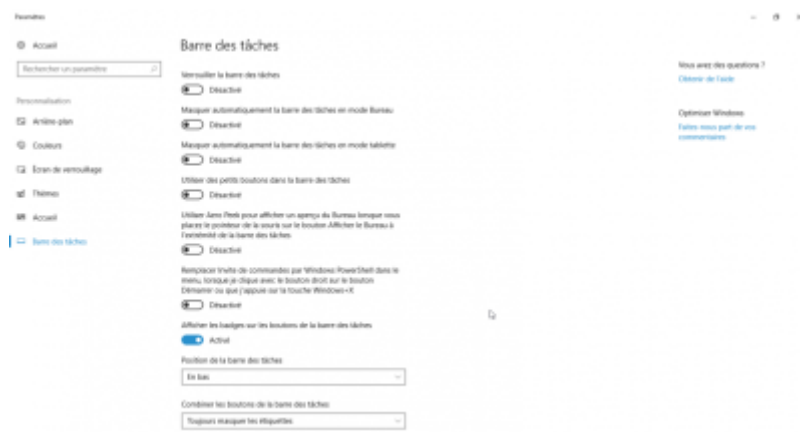 Paramètres
Accueil
Rechercher un paramètre
Personnalisation
Arrière-plan
Couleurs
Écran de verrouillage
Thèmes
Accueil
Barre des tâches
Barre des tâches
Verrouiller la barre des tâches
Désactivé
Masquer automatiquement la barre des tâches en mode Bureau
Désactivé
Masquer automatiquement la barre des tâches en mode tablette
Désactivé
Utiliser des petits boutons dans la barre des tâches
Désactivé
Utiliser Aero Peek pour afficher un aperçu du Bureau lorsque vous
placez le pointeur de la souris sur le bouton Afficher le Bureau à
l'extrémité de la barre des tâches
Désactivé
Remplacer Invite de commandes par Windows PowerShell dans le
menu, lorsque je clique avec le bouton droit sur le bouton
Démarrer ou que j'appuie sur la touche Windows+X
Désactivé
Afficher les badges sur les boutons de la barre des tâches
Activé
Position de la barre des tâches
En bas
Combiner les boutons de la barre des tâches
Toujours masquer les étiquettes
Vous avez des questions ?
Obtenir de l'aide
Optimiser Windows
Faites-nous part de vos
commentaires